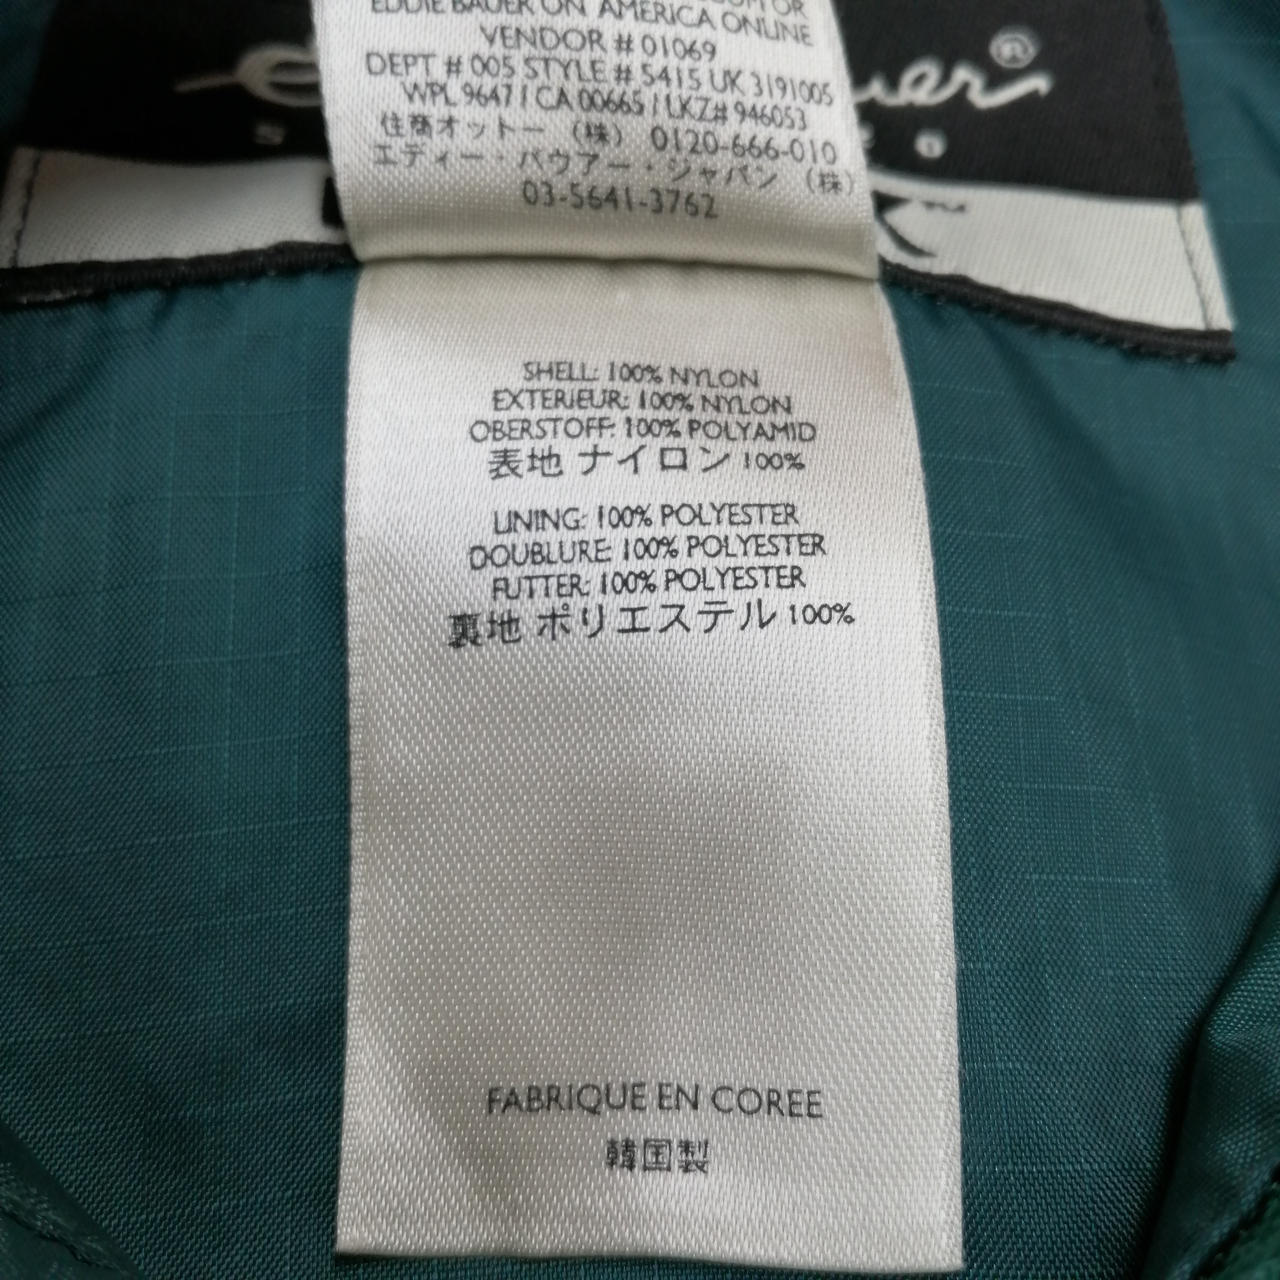 OR
EDDIE BAUER ON AMERICA ONLINE
VENDOR # 01069
DEPT # 005 STYLE # 5415 UK 3191005
WPL 9647 / CA 00665 / LKZ# 946053
住商オットー (株) 0120-666-010
エディー・バウアー・ジャパン (株)
03-5641-3762
SHELL: 100% NYLON
EXTERIEUR: 100% NYLON
OBERSTOFF: 100% POLYAMID
表地 ナイロン 100%
LINING: 100% POLYESTER
DOUBLURE: 100% POLYESTER
FUTTER: 100% POLYESTER
裏地 ポリエステル 100%
FABRIQUE EN COREE
韓国製